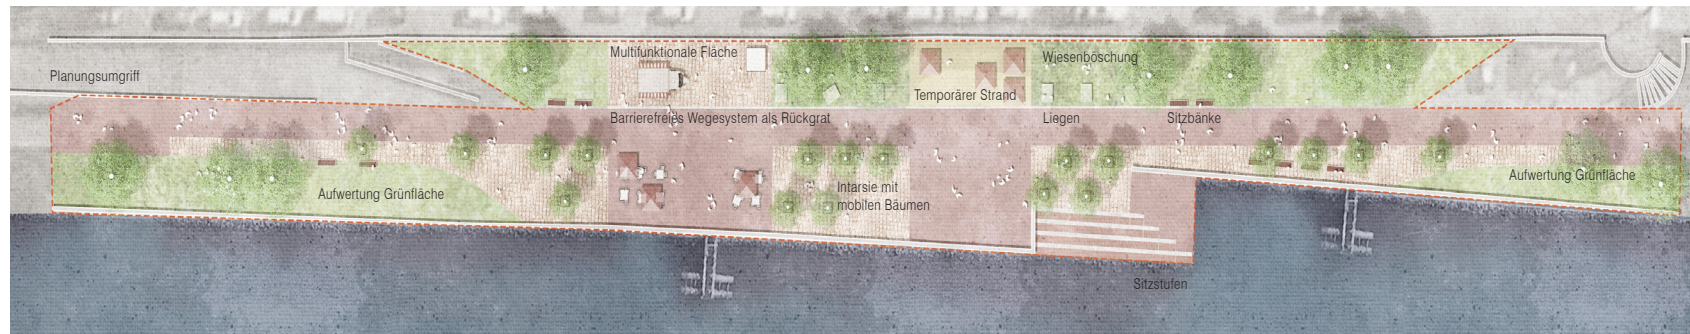 Planungsumgriff
Multifunktionale Fläche
Wiesenböschung
Temporärer Strand
Barrierefreies Wegesystem als Rückgrat
Liegen
Sitzbänke
Aufwertung Grünfläche
Intarsie mit
mobilen Bäumen
Aufwertung Grünfläche
Sitzstufen